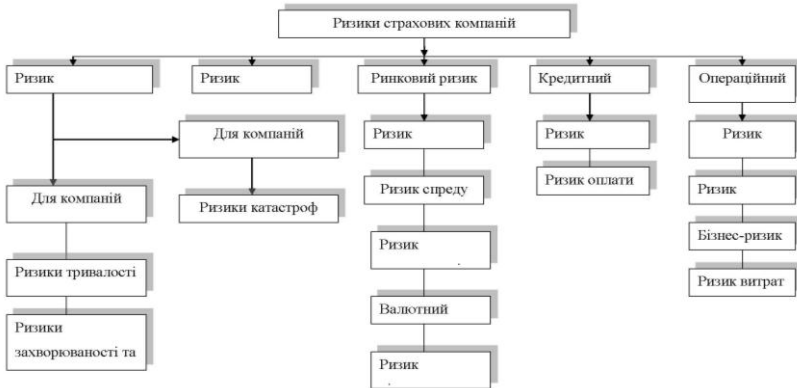 Ризики страхових компаній
Ризик
Ризик
Ринковий ризик
Кредитний
Операційний
Для компаній
Ризик
Ризик
Ризик
Для компаній
Ризики катастроф
Ризик спреду
Ризик оплати
Ризик
Ризик
Бізнес-ризик
Ризики тривалості
Валютний
Ризик витрат
Ризики
захворюваності та
Ризик